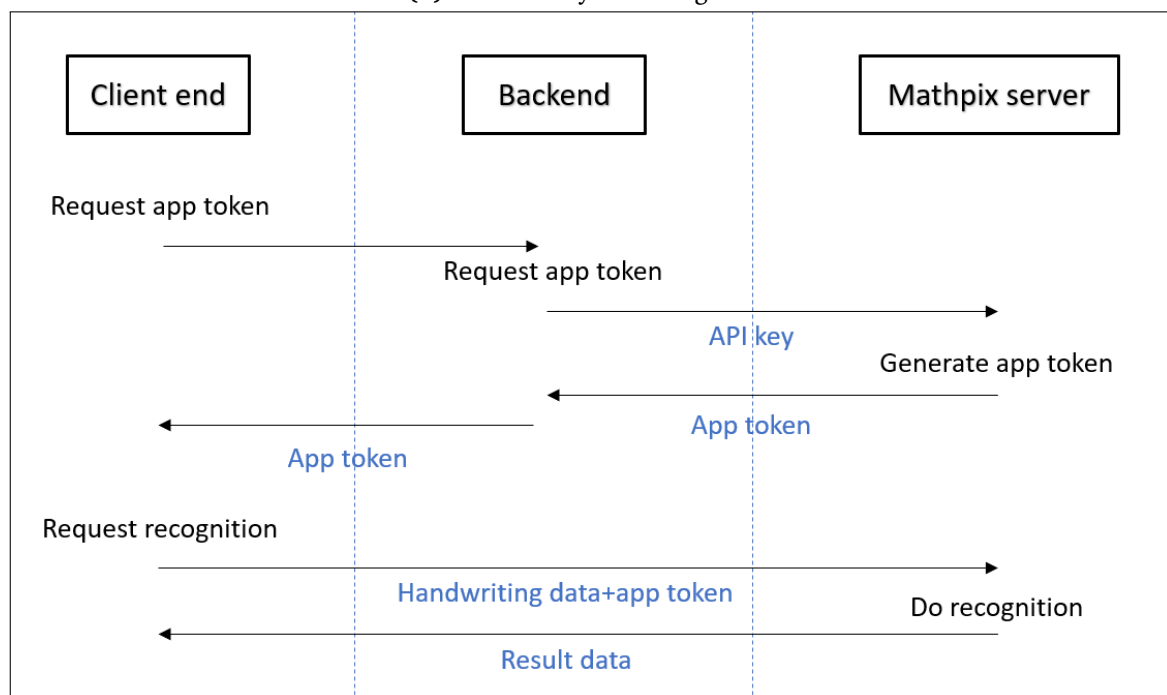 Client end
Backend
Mathpix server
Request app token
Request app token
API key
Generate app token
App token
App token
Request recognition
Handwriting data+app token
Do recognition
Result data